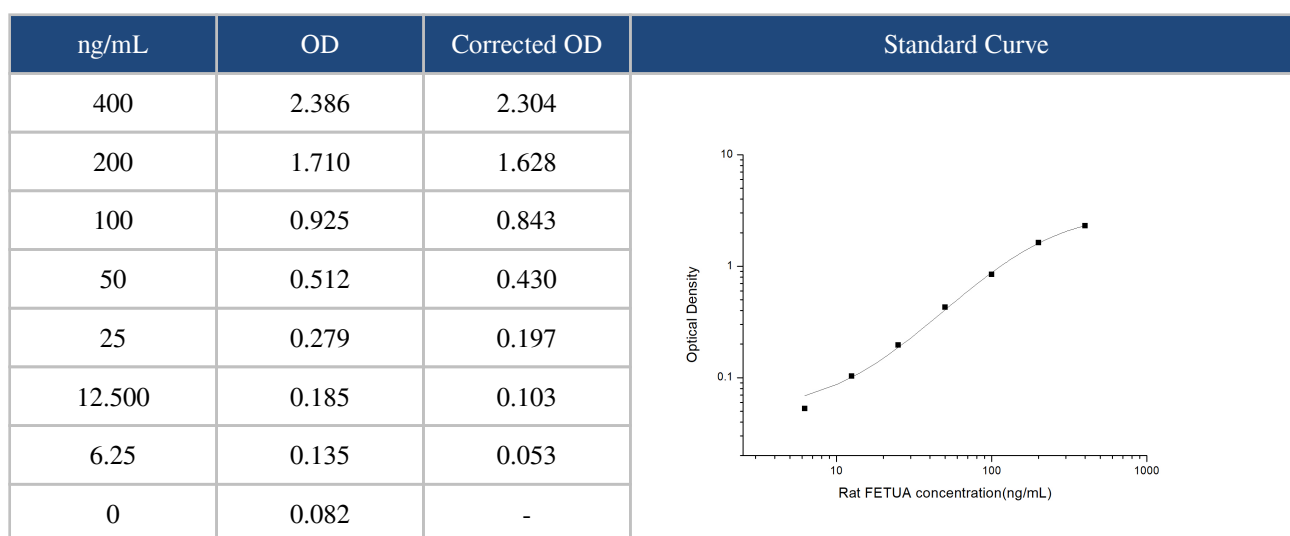 ng/mL OD Corrected OD Standard Curve
400 2.386 2.304
200 1.710 1.628
100 0.925 0.843
50 0.512 0.430
25 0.279 0.197
12.500 0.185 0.103
6.25 0.135 0.053
0 0.082 -
10
1
0.1
Optical Density
10 100 1000
Rat FETUA concentration(ng/mL)